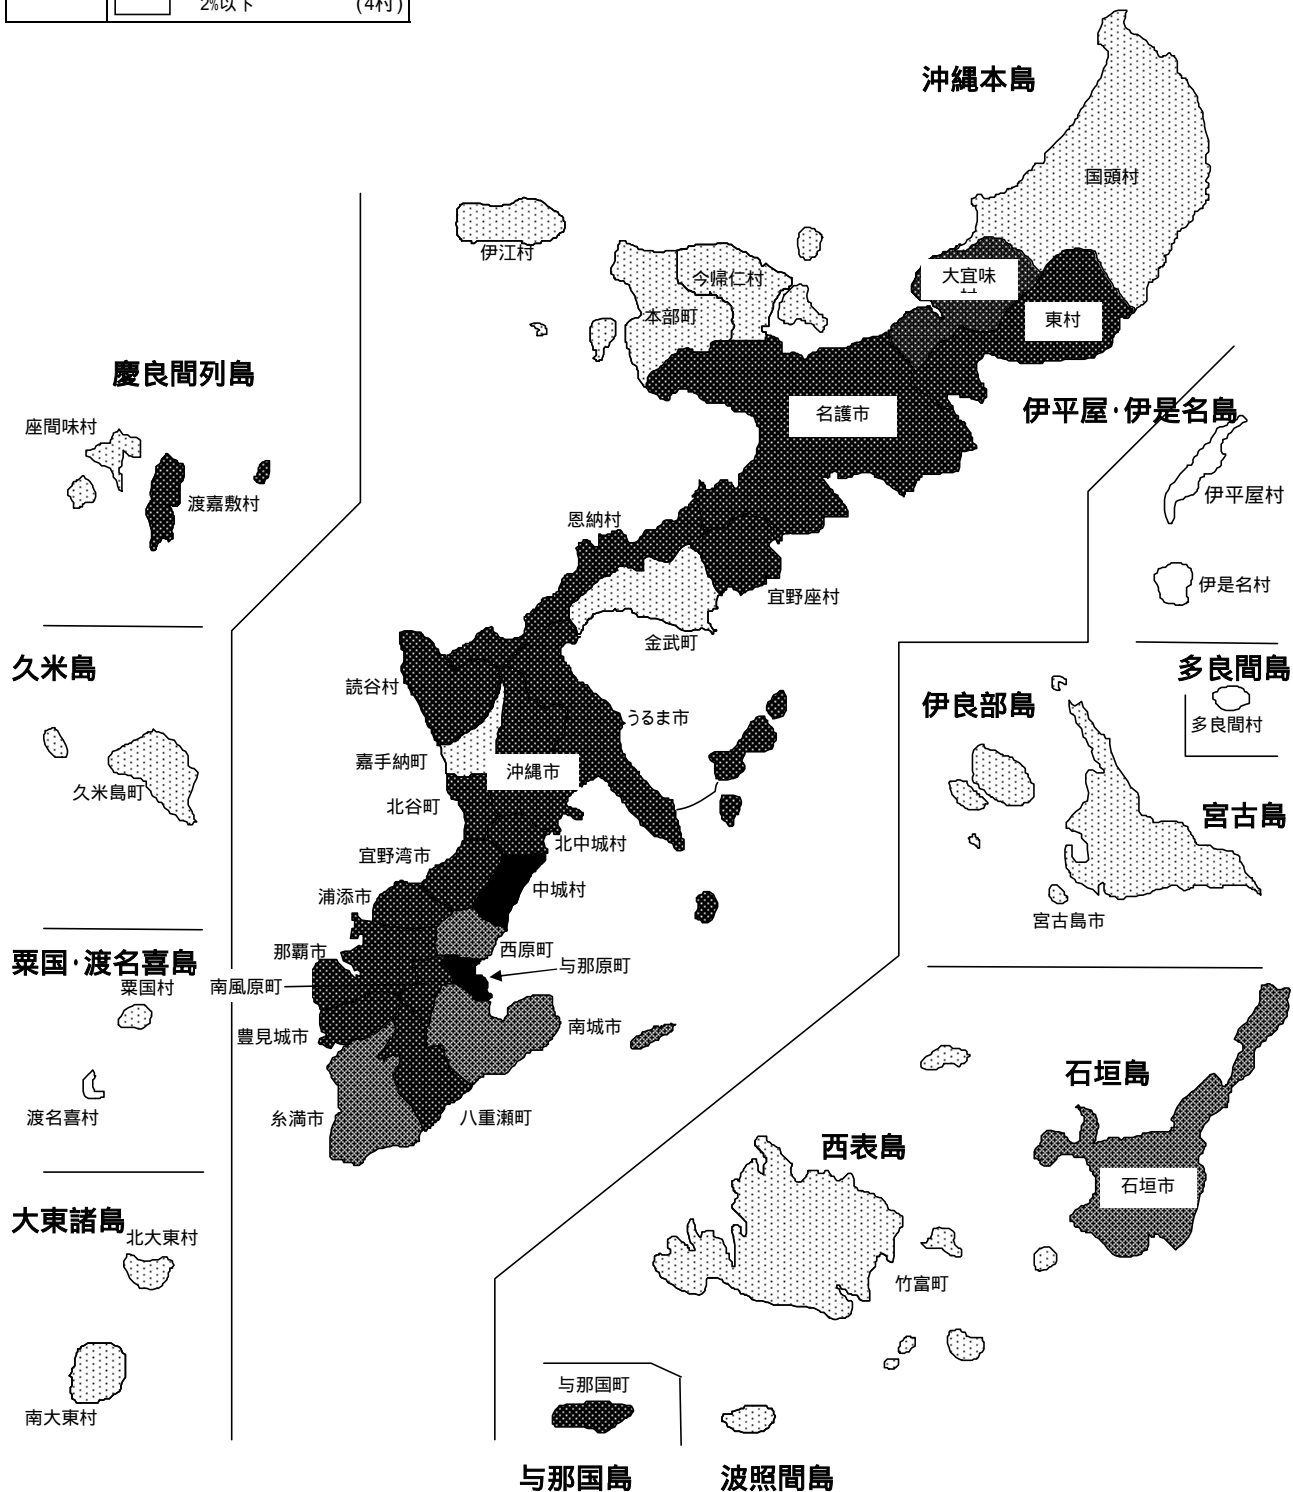 2%以下 (4村)
沖縄本島
国頭村
伊江村
今帰仁村
大宜味
本部町
東村
慶良間列島
名護市
伊平屋・伊是名島
座間味村
渡嘉敷村
伊平屋村
恩納村
伊是名村
宜野座村
金武町
久米島
多良間島
読谷村
伊良部島
うるま市
多良間村
嘉手納町
沖縄市
久米島町
北谷町
宮古島
北中城村
宜野湾市
中城村
浦添市
宮古島市
那覇市
西原町
粟国・渡名喜島
与那原町
粟国村
南風原町
南城市
豊見城市
石垣島
渡名喜村
糸満市
八重瀬町
西表島
石垣市
大東諸島
北大東村
竹富町
与那国町
南大東村
与那国島
波照間島